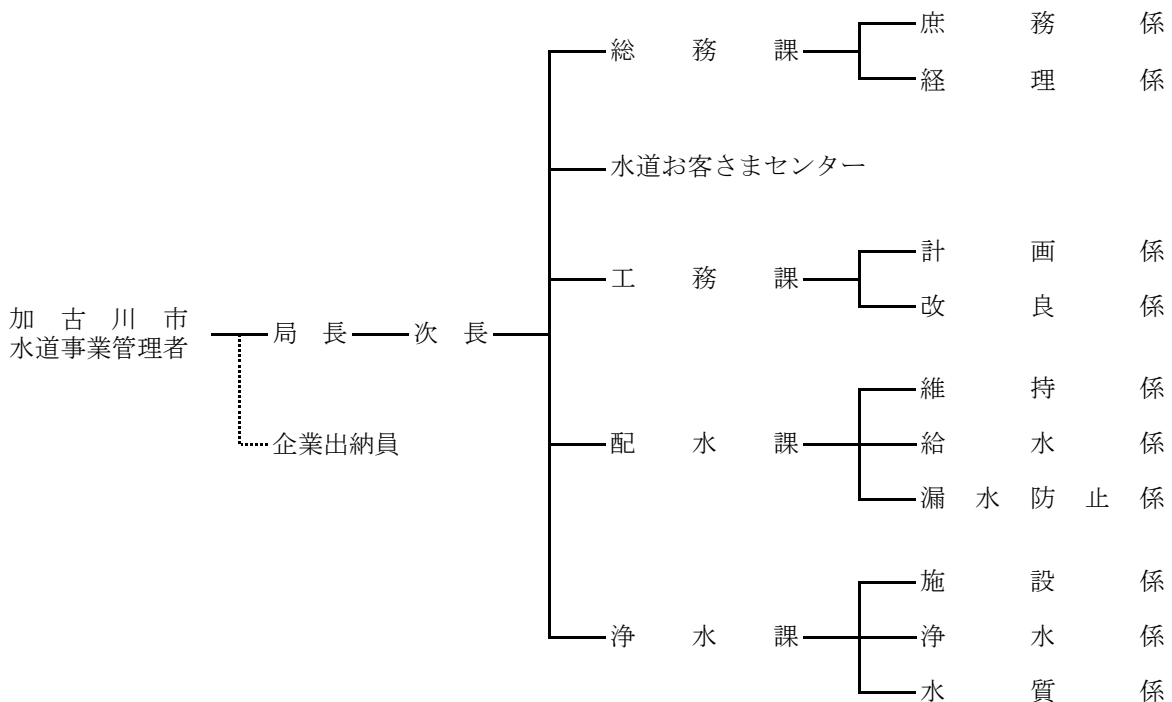 庶務係
総務課
経理係
水道お客さまセンター
計画係
工務課
改良係
加古川市
水道事業管理者
局長
次長
企業出納員
維持係
配水課
給水係
漏水防止係
施設係
浄水課
浄水係
水質係